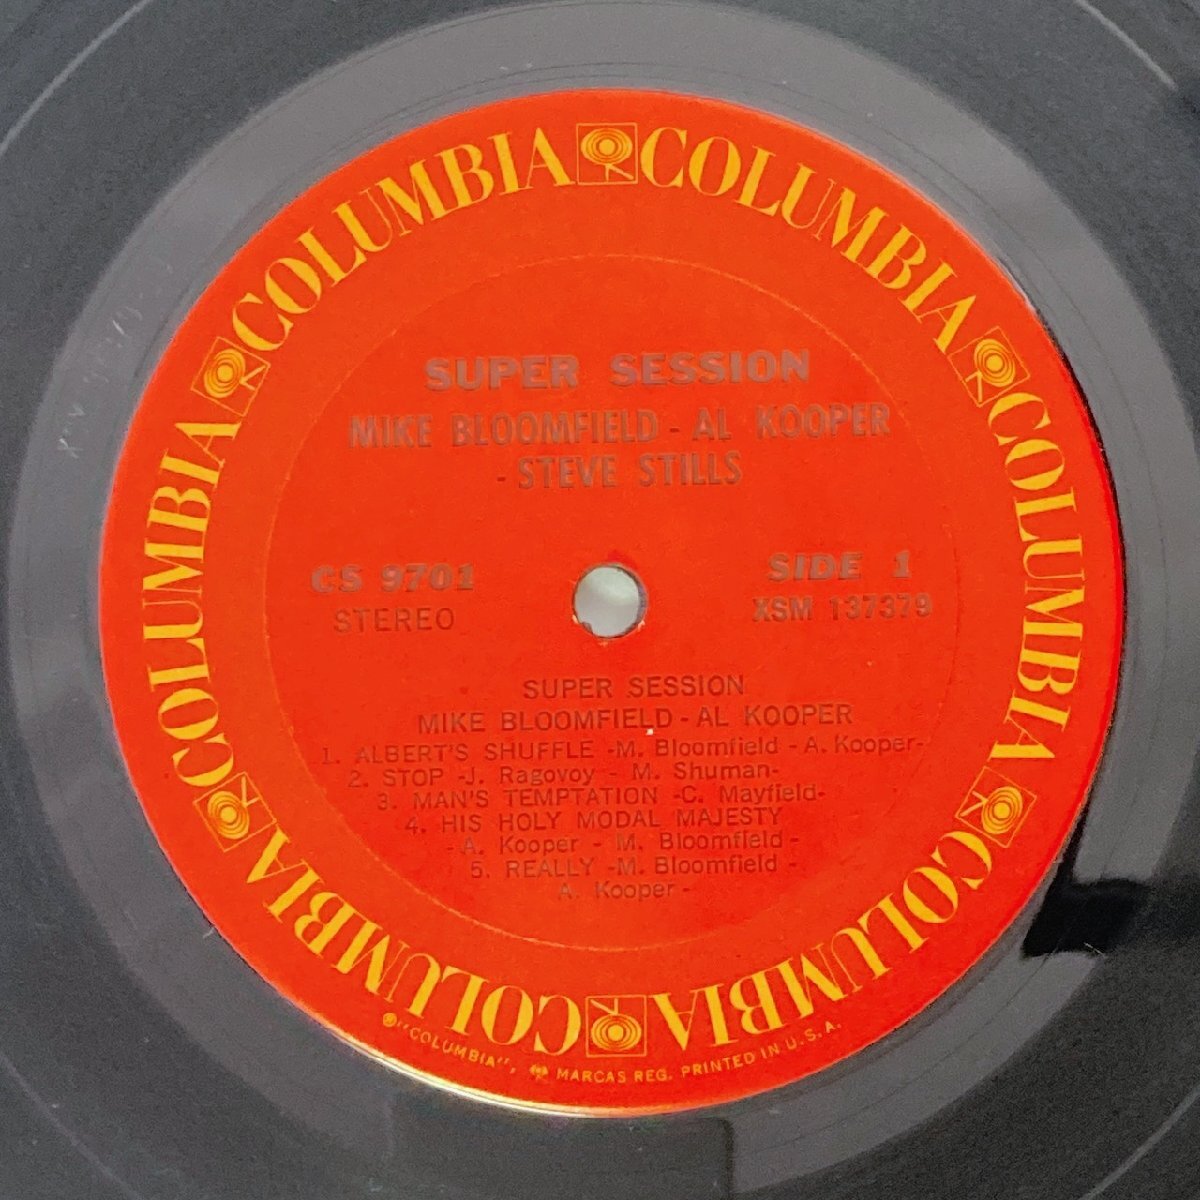 COLUMBIA COLUMBIA COLUMBIA COLUMBIA COLUMBIA COLUMBIA
SUPER SESSION
MIKE BLOOMFIELD - AL KOOPER
- STEVE STILLS
CS 9701
STEREO
SIDE 1
XSM 137379
SUPER SESSION
MIKE BLOOMFIELD - AL KOOPER
1. ALBERT'S SHUFFLE -M. Bloomfield - A. Kooper-
2. STOP -J. Ragovoy - M. Shuman-
3. MAN'S TEMPTATION -C. Mayfield-
4. HIS HOLY MODAL MAJESTY
- A. Kooper - M. Bloomfield -
5. REALLY -M. Bloomfield -
A. Kooper -
® "COLUMBIA", MARCAS REG. PRINTED IN U.S.A.